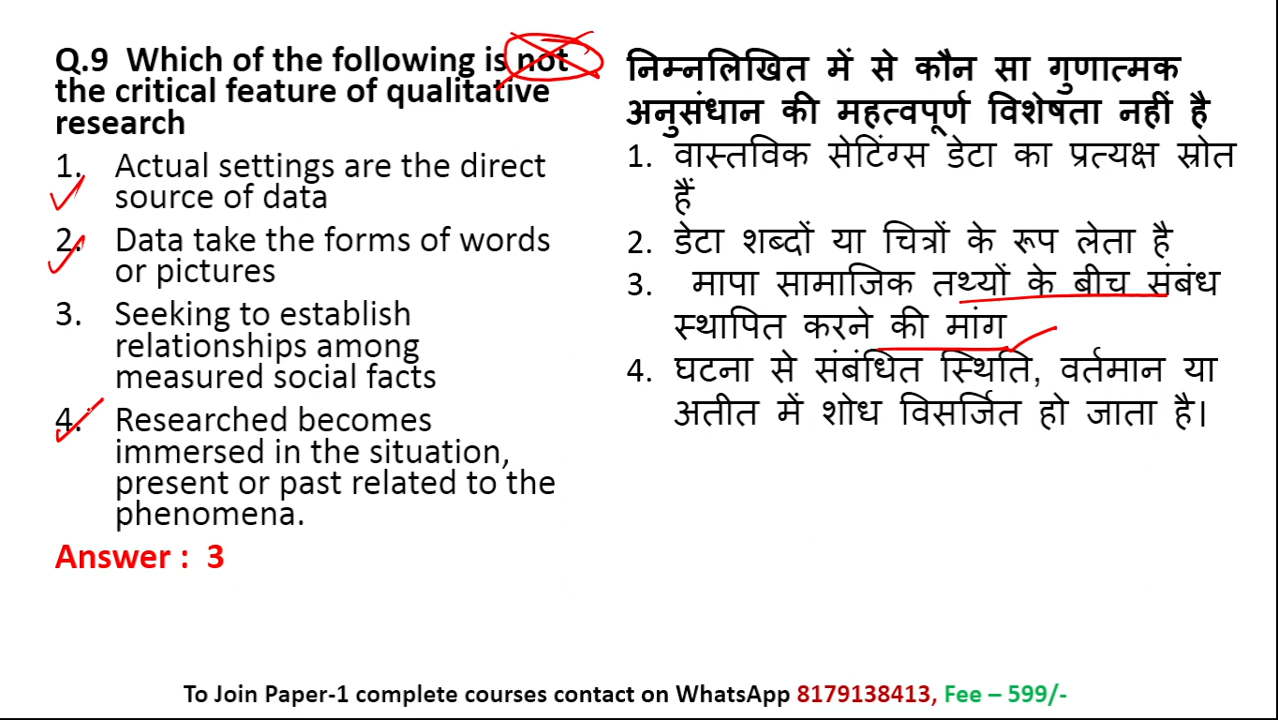 Q.9 Which of the following is not
the critical feature of qualitative
research
1. Actual settings are the direct
source of data
2. Data take the forms of words
or pictures
3. Seeking to establish
relationships among
measured social facts
4. Researched becomes
immersed in the situation,
present or past related to the
phenomena.
Answer : 3
निम्नलिखित में से कौन सा गुणात्मक
अनुसंधान की महत्वपूर्ण विशेषता नहीं है
1. वास्तविक सेटिंग्स डेटा का प्रत्यक्ष स्रोत
हैं
2. डेटा शब्दों या चित्रों के रूप लेता है
3. मापा सामाजिक तथ्यों के बीच संबंध
स्थापित करने की मांग
4. घटना से संबंधित स्थिति, वर्तमान या
अतीत में शोध विसर्जित हो जाता है।
To Join Paper-1 complete courses contact on WhatsApp 8179138413, Fee – 599/-